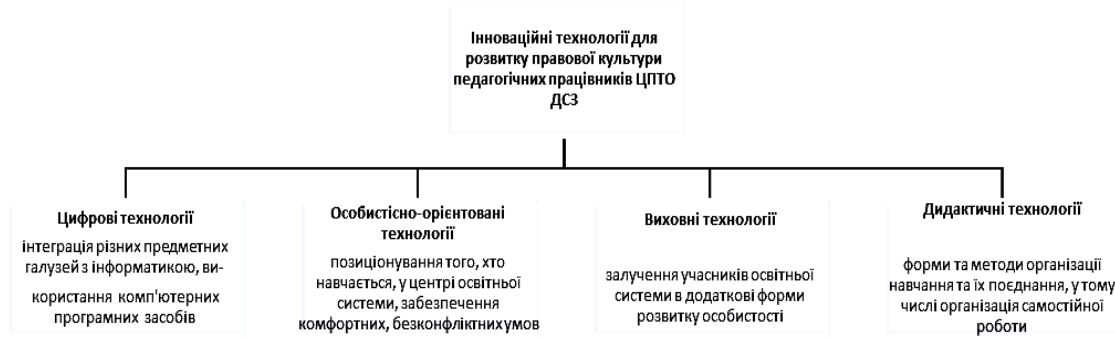 Інноваційні технології для
розвитку правової культури
педагогічних працівників ЦПТО
ДСЗ
Цифрові технології
інтеграція різних предметних
галузей з інформатикою, ви-
користання комп'ютерних
програмних засобів
Особистісно-орієнтовані
технології
позиціонування того, хто
навчається, у центрі освітньої
системи, забезпечення
комфортних, безконфліктних умов
Виховні технології
залучення учасників освітньої
системи в додаткові форми
розвитку особистості
Дидактичні технології
форми та методи організації
навчання та їх поєднання, у тому
числі організація самостійної
роботи